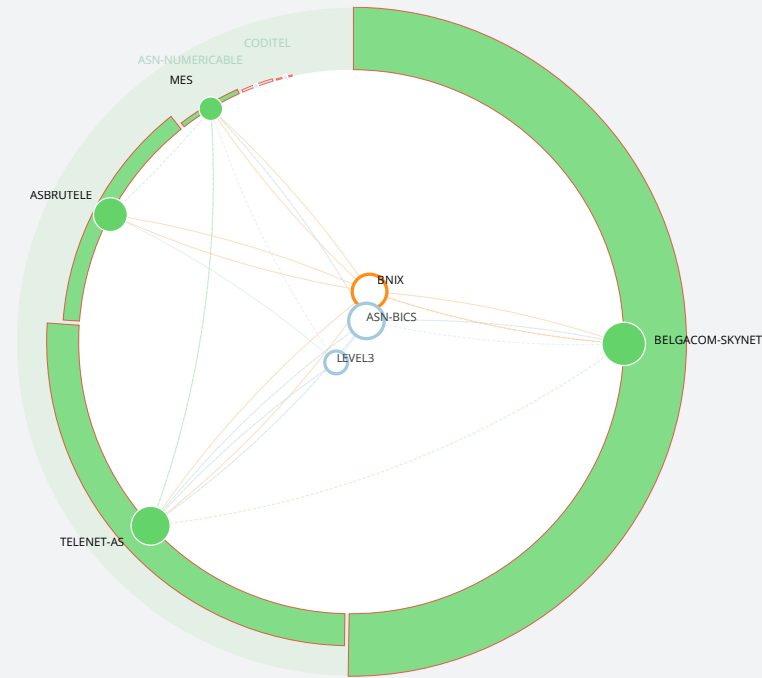 CODITEL
ASN-NUMERICABLE
MES
ASBRUTELE
BNIX
ASN-BICS
BELGACOM-SKYNET
LEVEL3
TELENET-AS